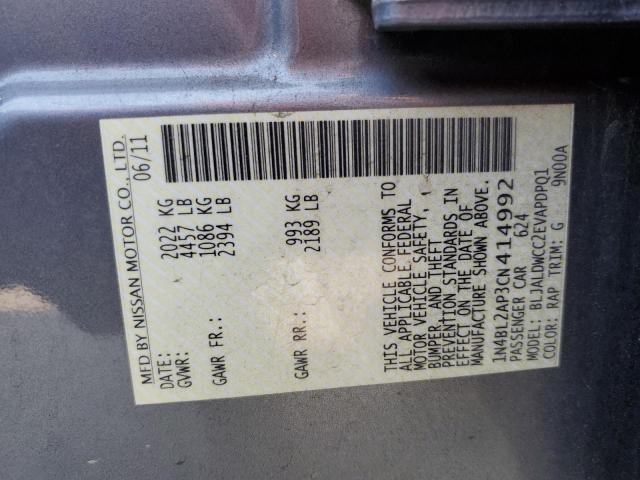 MFD BY NISSAN MOTOR CO., LTD.
DATE: 06/11
GVWR: 2022 KG
4457 LB
GAWR FR.: 1086 KG
2394 LB
GAWR RR.: 993 KG
2189 LB
THIS VEHICLE CONFORMS TO
ALL APPLICABLE FEDERAL
MOTOR VEHICLE SAFETY,
BUMPER, AND THEFT
PREVENTION STANDARDS IN
EFFECT ON THE DATE OF
MANUFACTURE SHOWN ABOVE.
1N4BL2AP3CN414992
PASSENGER CAR 624
MODEL: BLJALDWCC2EVAPDPQ1
COLOR: RAP TRIM: G 9N00A